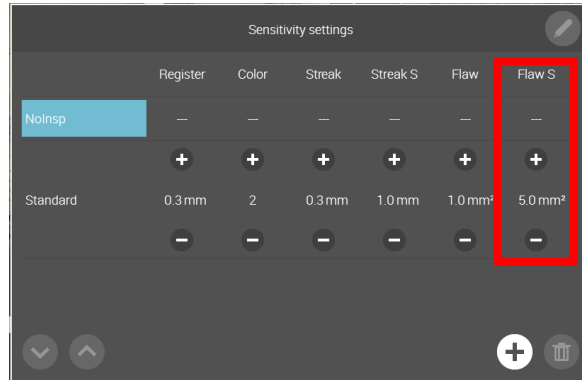 Sensitivity settings
Register Color Streak Streak S Flaw Flaw S
NoInsp --- --- --- --- --- ---
Standard 0.3 mm 2 0.3 mm 1.0 mm 1.0 mm² 5.0 mm²